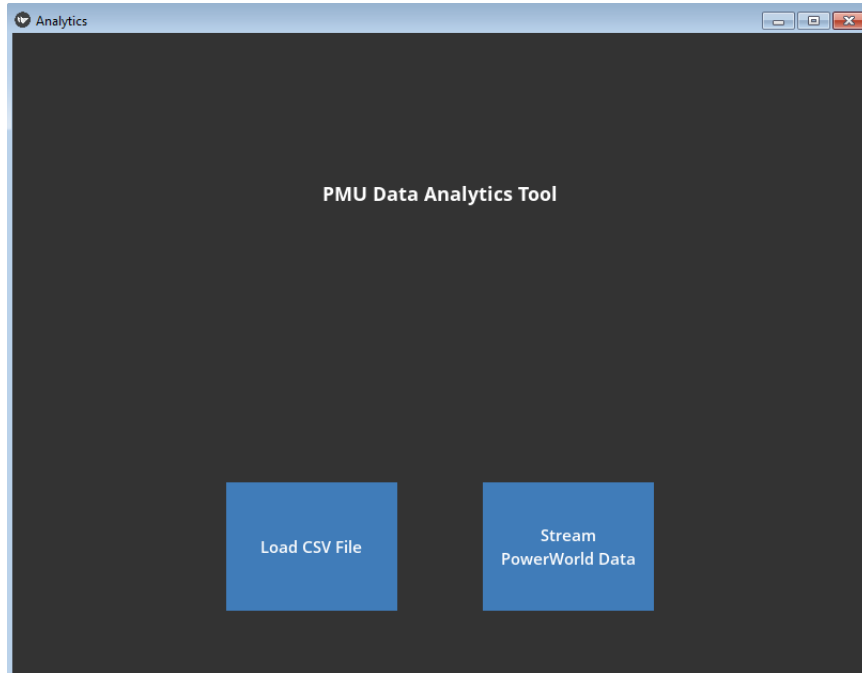 Analytics
PMU Data Analytics Tool
Load CSV File
Stream
PowerWorld Data